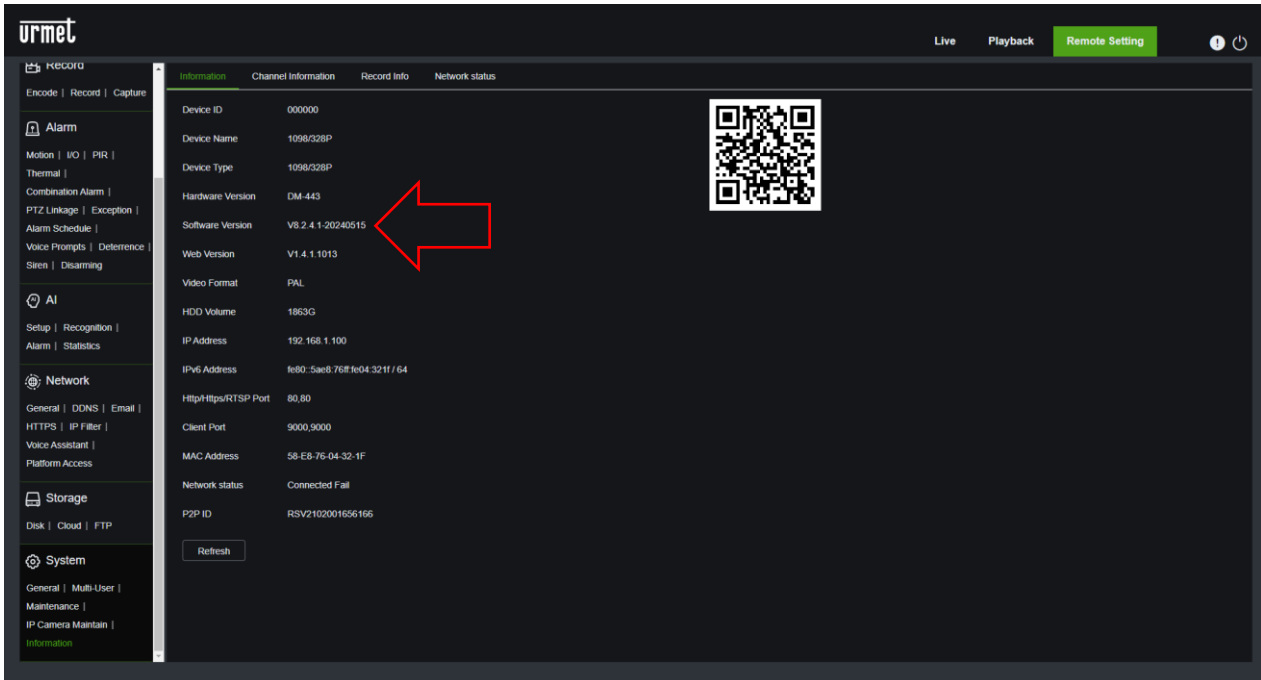 urmet
Live Playback Remote Setting
Record
Encode | Record | Capture
Alarm
Motion | I/O | PIR |
Thermal |
Combination Alarm |
PTZ Linkage | Exception |
Alarm Schedule |
Voice Prompts | Deterrence |
Siren | Disarming
AI
Setup | Recognition |
Alarm | Statistics
Network
General | DDNS | Email |
HTTPS | IP Filter |
Voice Assistant |
Platform Access
Storage
Disk | Cloud | FTP
System
General | Multi-User |
Maintenance |
IP Camera Maintain |
Information
Information Channel Information Record Info Network status
Device ID 000000
Device Name 1098/328P
Device Type 1098/328P
Hardware Version DM-443
Software Version V8.2.4.1-20240515
Web Version V1.4.1.1013
Video Format PAL
HDD Volume 1863G
IP Address 192.168.1.100
IPv6 Address fe80::5ae8:76ff:fe04:321f / 64
Http/Https/RTSP Port 80,80
Client Port 9000,9000
MAC Address 58-E8-76-04-32-1F
Network status Connected Fail
P2P ID RSV2102001656166
Refresh